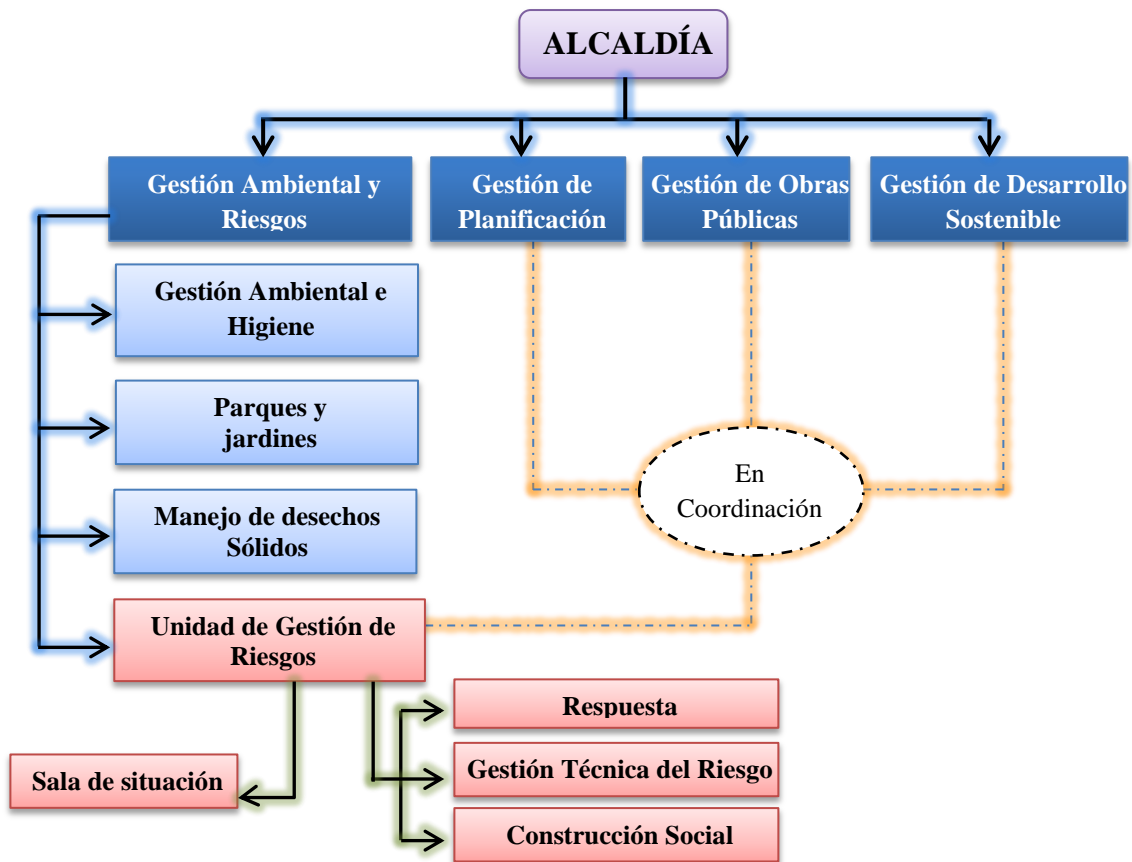 ALCALDÍA
Gestión Ambiental y
Riesgos
Gestión de
Planificación
Gestión de Obras
Públicas
Gestión de Desarrollo
Sostenible
Gestión Ambiental e
Higiene
Parques y
jardines
Manejo de desechos
Sólidos
En
Coordinación
Unidad de Gestión de
Riesgos
Respuesta
Sala de situación
Gestión Técnica del Riesgo
Construcción Social